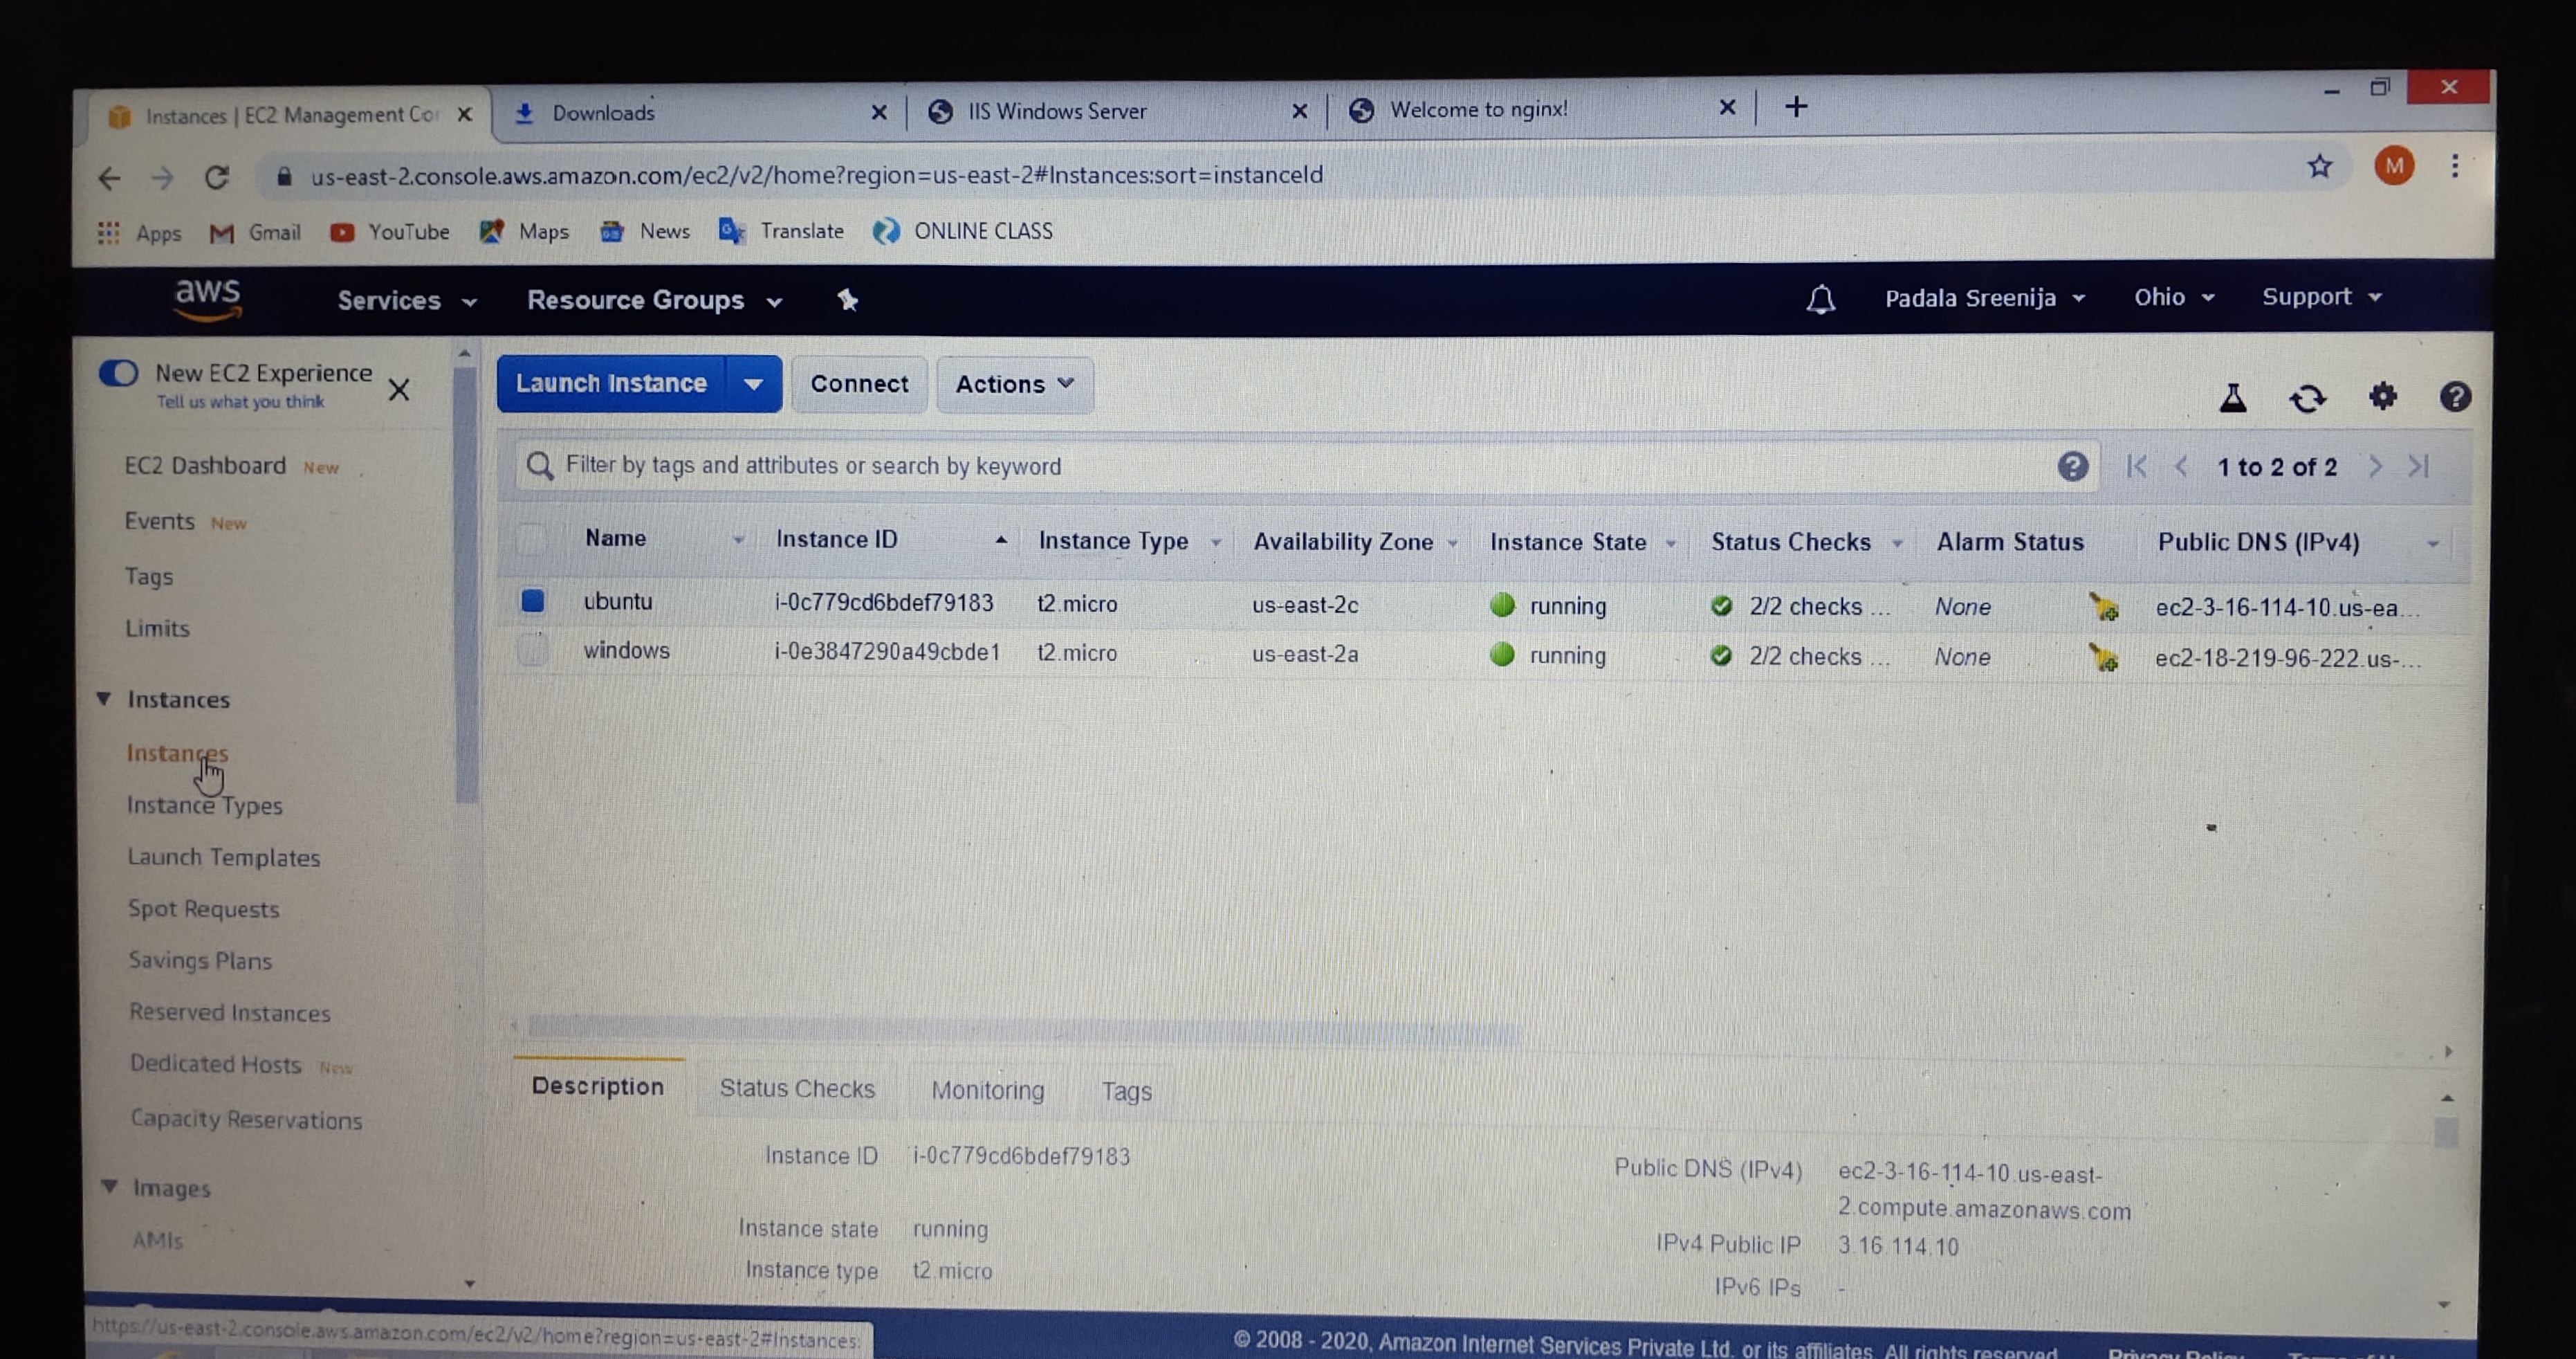 Instances | EC2 Management Cor
Downloads
IIS Windows Server
Welcome to nginx!
us-east-2.console.aws.amazon.com/ec2/v2/home?region=us-east-2#Instances:sort=instanceId
M
Apps
Gmail
YouTube
Maps
News
Translate
ONLINE CLASS
aws
Services
Resource Groups
Padala Sreenija
Ohio
Support
New EC2 Experience
Tell us what you think
Launch Instance
Connect
Actions
EC2 Dashboard New
Events New
Tags
Limits
Instances
Instances
Instance Types
Launch Templates
Spot Requests
Savings Plans
Reserved Instances
Dedicated Hosts New
Capacity Reservations
Images
AMIs
Filter by tags and attributes or search by keyword
1 to 2 of 2
Name Instance ID Instance Type Availability Zone Instance State Status Checks Alarm Status Public DNS (IPv4)
ubuntu i-0c779cd6bdef79183 t2.micro us-east-2c running 2/2 checks ... None ec2-3-16-114-10.us-ea...
windows i-0e3847290a49cbde1 t2.micro us-east-2a running 2/2 checks ... None ec2-18-219-96-222.us-...
Description Status Checks Monitoring Tags
Instance ID i-0c779cd6bdef79183
Instance state running
Instance type t2.micro
Public DNS (IPv4) ec2-3-16-114-10.us-east-
2.compute.amazonaws.com
IPv4 Public IP 3.16.114.10
IPv6 IPs -
https://us-east-2.console.aws.amazon.com/ec2/v2/home?region=us-east-2#Instances:
© 2008 - 2020, Amazon Internet Services Private Ltd. or its affiliates. All rights reserved. Privacy Policy